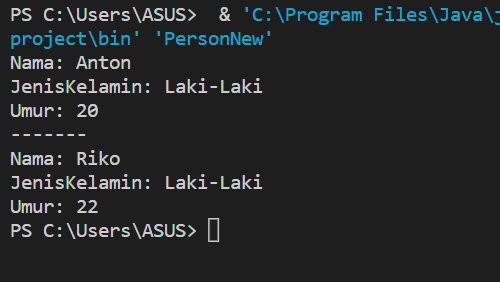 PS C:\Users\ASUS>  & 'C:\Program Files\Java\j
project\bin' 'PersonNew'
Nama: Anton
JenisKelamin: Laki-Laki
Umur: 20
-------
Nama: Riko
JenisKelamin: Laki-Laki
Umur: 22
PS C:\Users\ASUS>